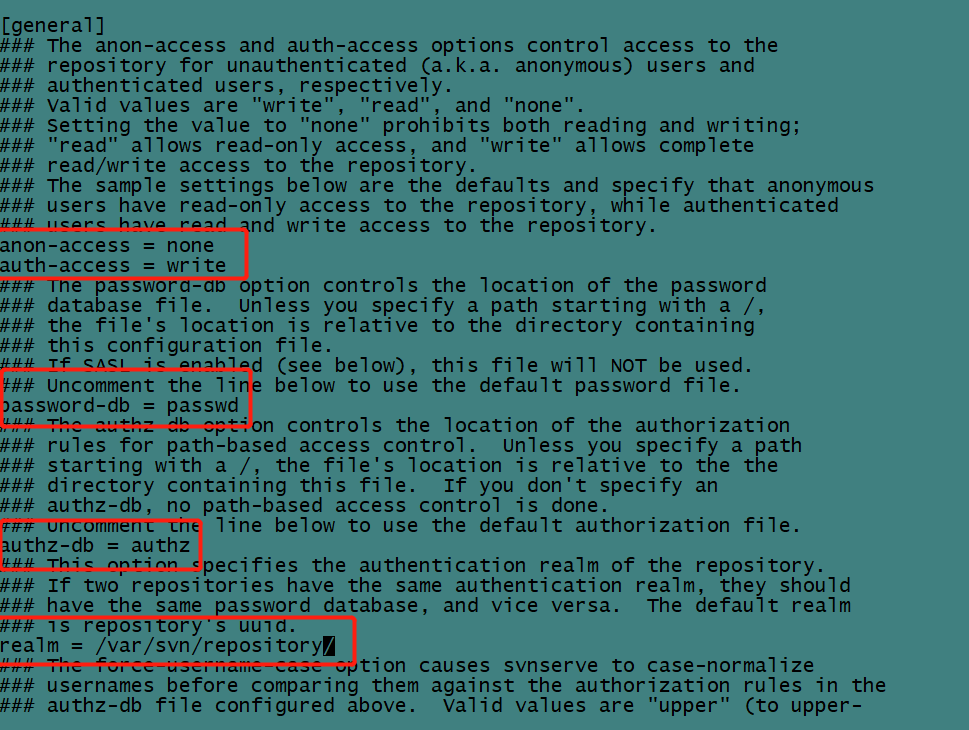 [general]
### The anon-access and auth-access options control access to the
### repository for unauthenticated (a.k.a. anonymous) users and
### authenticated users, respectively.
### Valid values are "write", "read", and "none".
### Setting the value to "none" prohibits both reading and writing;
### "read" allows read-only access, and "write" allows complete
### read/write access to the repository.
### The sample settings below are the defaults and specify that anonymous
### users have read-only access to the repository, while authenticated
### users have read and write access to the repository.
anon-access = none
auth-access = write
### The password-db option controls the location of the password
### database file.  Unless you specify a path starting with a /,
### the file's location is relative to the directory containing
### this configuration file.
### If SASL is enabled (see below), this file will NOT be used.
### Uncomment the line below to use the default password file.
password-db = passwd
### The authz-db option controls the location of the authorization
### rules for path-based access control.  Unless you specify a path
### starting with a /, the file's location is relative to the the
### directory containing this file.  If you don't specify an
### authz-db, no path-based access control is done.
### Uncomment the line below to use the default authorization file.
authz-db = authz
### This option specifies the authentication realm of the repository.
### If two repositories have the same authentication realm, they should
### have the same password database, and vice versa.  The default realm
### is repository's uuid.
realm = /var/svn/repository/
### The force-username-case option causes svnserve to case-normalize
### usernames before comparing them against the authorization rules in the
### authz-db file configured above.  Valid values are "upper" (to upper-